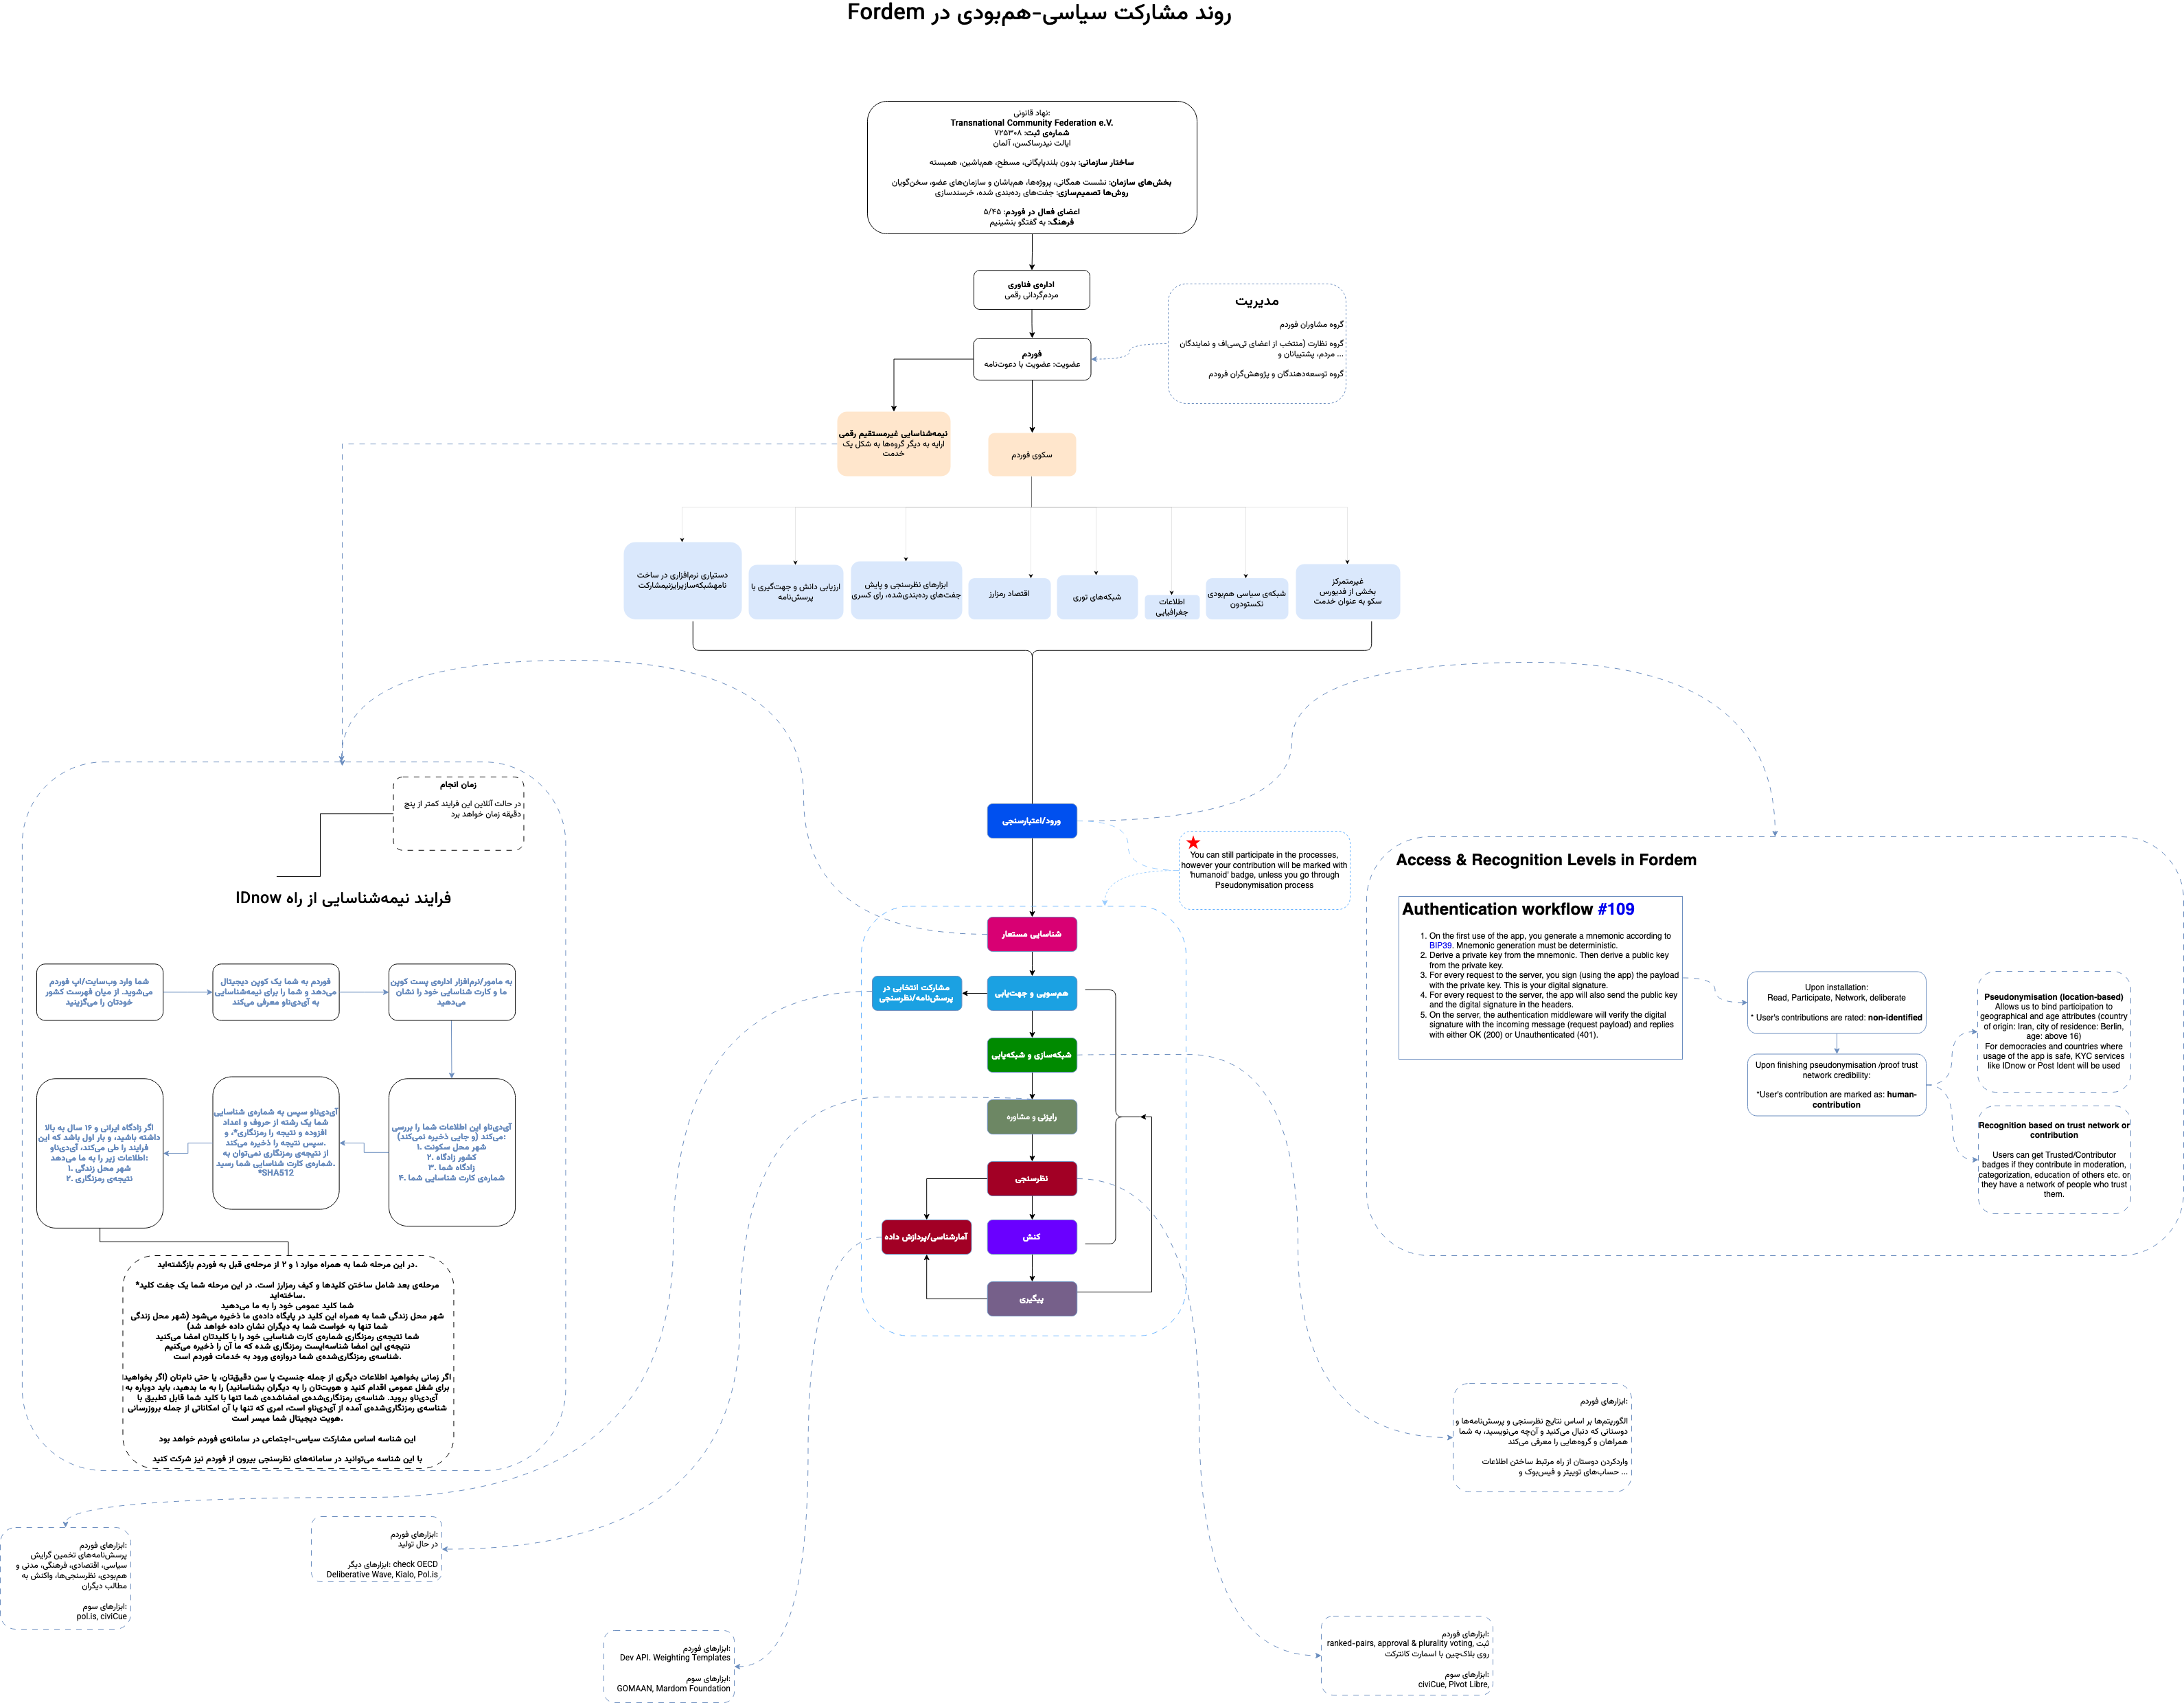 روند مشارکت سیاسی-هم‌بودی در Fordem
نهاد قانونی:
Transnational Community Federation e.V.
شماره‌ی ثبت: ۷۲۵۳۰۸
ایالت نیدرساکسن، آلمان
ساختار سازمانی: بدون بلندپایگانی، مسطح، هم‌باشین، همبسته
بخش‌های سازمان: نشست همگانی، پروژه‌ها، هم‌باشان و سازمان‌های عضو، سخن‌گویان
روش‌ها تصمیم‌سازی: جفت‌های رده‌بندی شده، خرسندسازی
اعضای فعال در فوردم: ۵/۴۵
فرهنگ: به گفتگو بنشینیم
اداره‌ی فناوری
مردم‌گردانی رقمی
مدیریت
گروه مشاوران فوردم
گروه نظارت (منتخب از اعضای تی‌سی‌اف و نمایندگان
مردم، پشتیبانان و ...
گروه توسعه‌دهندگان و پژوهش‌گران فرودم
فوردم
عضویت: عضویت با دعوت‌نامه
نیمه‌شناسایی غیرمستقیم رقمی
ارایه به دیگر گروه‌ها به شکل یک
خدمت
سکوی فوردم
دستیاری نرم‌افزاری در ساخت
نامهشبکه‌سازیرایزنیمشارکت
ارزیابی دانش و جهت‌گیری با
پرسش‌نامه
ابزارهای نظرسنجی و پایش
جفت‌های رده‌بندی‌شده، رای کسری
اقتصاد رمزارز
شبکه‌های توری
اطلاعات
جغرافیایی
شبکه‌ی سیاسی هم‌بودی
نکستودون
غیرمتمرکز
بخشی از فدیورس
سکو به عنوان خدمت
زمان انجام
در حالت آنلاین این فرایند کمتر از پنج
دقیقه زمان خواهد برد
فرایند نیمه‌شناسایی از راه IDnow
شما وارد وب‌سایت/اپ فوردم
می‌شوید. از میان فهرست کشور
خودتتان را می‌گزینید
فوردم به شما یک کوپن دیجیتال
می‌دهد و شما را برای نیمه‌شناسایی
به آی‌دی‌ناو معرفی می‌کند
به مامور/نرم‌افزار اداره‌ی پست کوپن
ما و کارت شناسایی خود را نشان
می‌دهید
آی‌دی‌ناو این اطلاعات شما را بررسی
می‌کند (و جایی ذخیره نمی‌کند):
۱. شهر محل سکونت
۲. کشور زادگاه
۳. زادگاه شما
۴. شماره‌ی کارت شناسایی شما
آی‌دی‌ناو سپس به شماره‌ی شناسایی
شما یک رشته از حروف و اعداد
افزوده و نتیجه را رمزنگاری*، و
سپس نتیجه را ذخیره می‌کند.
از نتیجه‌ی رمزنگاری نمی‌توان به
شماره‌ی کارت شناسایی شما رسید.
*SHA512
اگر زادگاه ایرانی و ۱۶ سال به بالا
داشته باشید، و بار اول باشد که این
فرایند را طی می‌کند، آی‌دی‌ناو
اطلاعات زیر را به ما می‌دهد:
۱. شهر محل زندگی
۲. نتیجه‌ی رمزنگاری
در این مرحله شما به همراه موارد ۱ و ۲ از مرحله‌ی قبل به فوردم بازگشته‌اید.
*مرحله‌ی بعد شامل ساختن کلیدها و کیف رمزارز است. در این مرحله شما یک جفت کلید
ساخته‌اید.
شما کلید عمومی خود را به ما می‌دهید
شهر محل زندگی شما به همراه این کلید در پایگاه داده‌ی ما ذخیره می‌شود (شهر محل زندگی
شما تنها به خواست شما به دیگران نشان داده خواهد شد)
شما نتیجه‌ی رمزنگاری شماره‌ی کارت شناسایی خود را با کلیدتان امضا می‌کنید
نتیجه‌ی این امضا شناسه‌ایست رمزنگاری شده که ما آن را ذخیره می‌کنیم
شناسه‌ی رمزنگاری‌شده‌ی شما دروازه‌ی ورود به خدمات فوردم است.
اگر زمانی بخواهید اطلاعات دیگری از جمله جنسیت یا سن دقیق‌تان، یا حتی نام‌تان (اگر بخواهید
برای شغل عمومی اقدام کنید و هویت‌تان را به دیگران بشناسانید) را به ما بدهید، باید دوباره به
آی‌دی‌ناو بروید. شناسه‌ی رمزنگاری‌شده‌ی امضاشده‌ی شما تنها با کلید شما قابل تطبیق با
شناسه‌ی رمزنگاری‌شده‌ی آمده از آی‌دی‌ناو است، امری که تنها با آن امکاناتی از جمله بروزرسانی
هویت دیجیتال شما میسر است.
این شناسه اساس مشارکت سیاسی-اجتماعی در سامانه‌ی فوردم خواهد بود
با این شناسه می‌توانید در سامانه‌های نظرسنجی بیرون از فوردم نیز شرکت کنید
ورود/اعتبارسنجی
You can still participate in the processes,
however your contribution will be marked with
'humanoid' badge, unless you go through
Pseudonymisation process
شناسایی مستعار
هم‌سویی و جهت‌یابی
مشارکت انتخابی در
پرسش‌نامه/نظرسنجی
شبکه‌سازی و شبکه‌یابی
رایزنی و مشاوره
نظرسنجی
آمارشناسی/پردازش داده
کنش
پیگیری
Access & Recognition Levels in Fordem
Authentication workflow #109
1. On the first use of the app, you generate a mnemonic according to
BIP39. Mnemonic generation must be deterministic.
2. Derive a private key from the mnemonic. Then derive a public key
from the private key.
3. For every request to the server, you sign (using the app) the payload
with the private key. This is your digital signature.
4. For every request to the server, the app will also send the public key
and the digital signature in the headers.
5. On the server, the authentication middleware will verify the digital
signature with the incoming message (request payload) and replies
with either OK (200) or Unauthenticated (401).
Upon installation:
Read, Participate, Network, deliberate
* User's contributions are rated: non-identified
Upon finishing pseudonymisation /proof trust
network credibility:
*User's contribution are marked as: human-
contribution
Pseudonymisation (location-based)
Allows us to bind participation to
geographical and age attributes (country
of origin: Iran, city of residence: Berlin,
age: above 16)
For democracies and countries where
usage of the app is safe, KYC services
like IDnow or Post Ident will be used
Recognition based on trust network or
contribution
Users can get Trusted/Contributor
badges if they contribute in moderation,
categorization, education of others etc. or
they have a network of people who trust
them.
ابزارهای فوردم:
الگوریتم‌ها بر اساس نتایج نظرسنجی و پرسش‌نامه‌ها و
دوستانی که دنبال می‌کنید و آن‌چه می‌نویسید، به شما
همراهان و گروه‌هایی را معرفی می‌کند
واردکردن دوستان از راه مرتبط ساختن اطلاعات
حساب‌های توییتر و فیس‌بوک و ...
ابزارهای فوردم:
پرسش‌نامه‌های تخمین گرایش
سیاسی، اقتصادی، فرهنگی، مدنی و
هم‌بودی، نظرسنجی‌ها، واکنش به
مطالب دیگران
ابزارهای سوم:
pol.is, civiCue
ابزارهای فوردم:
در حال تولید
ابزارهای دیگر: check OECD
Deliberative Wave, Kialo, Pol.is
ابزارهای فوردم:
Dev API. Weighting Templates
ابزارهای سوم:
GOMAAN, Mardom Foundation
ابزارهای فوردم:
ranked-pairs, approval & plurality voting, ثبت
روی بلاک‌چین با اسمارت کانترکت
ابزارهای سوم:
civiCue, Pivot Libre,